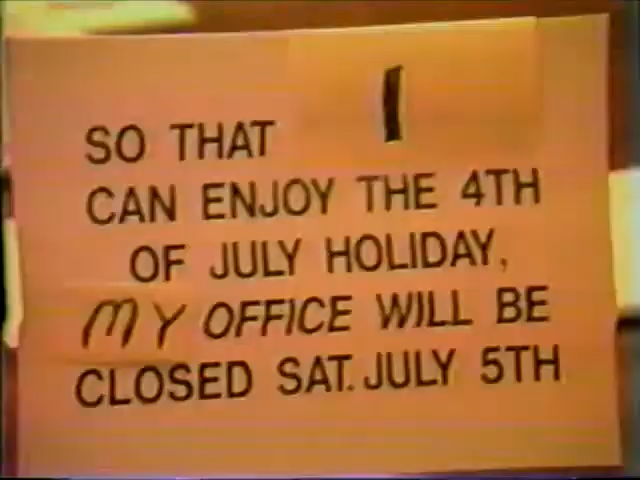 SO THAT I
CAN ENJOY THE 4TH
OF JULY HOLIDAY,
MY OFFICE WILL BE
CLOSED SAT. JULY 5TH